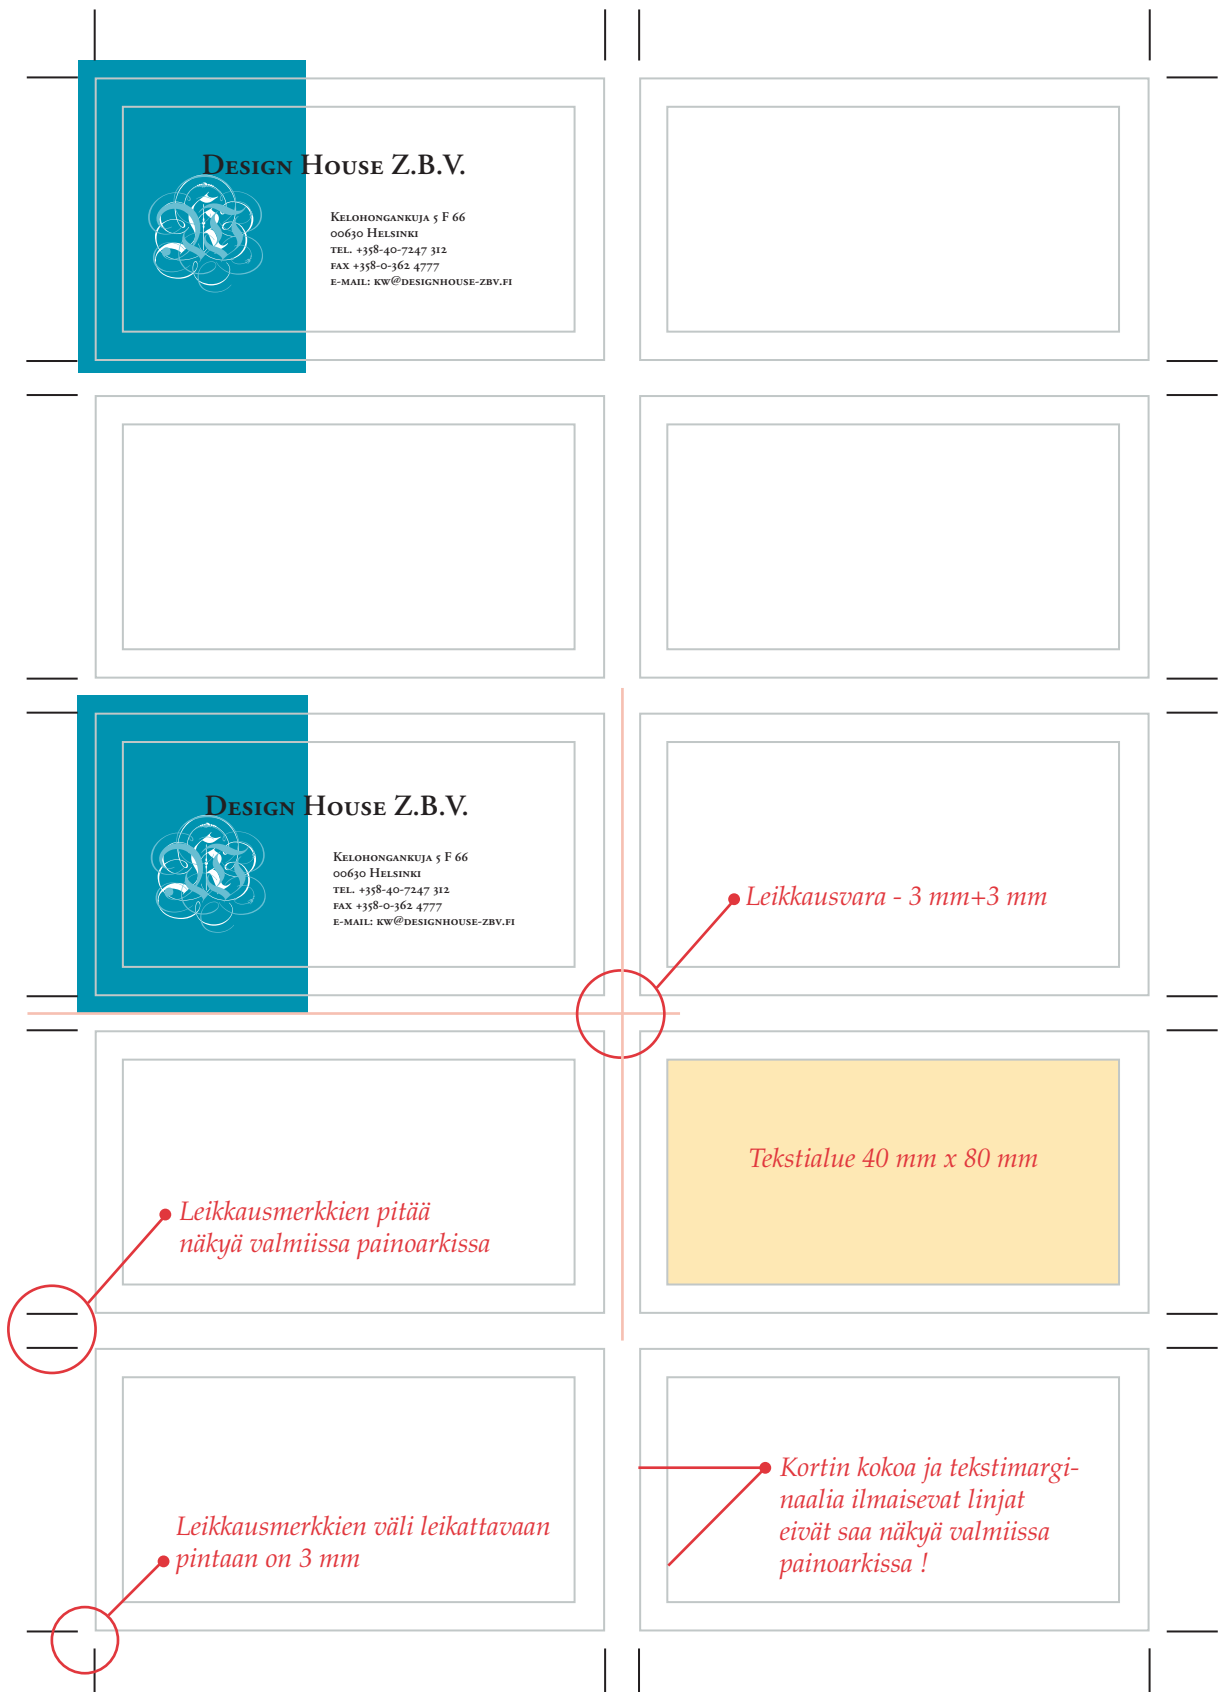 Design House Z.B.V.
Kelohongankuja 5 F 66
00630 Helsinki
tel. +358-40-7247 312
fax +358-0-362 4777
e-mail: kw@designhouse-zbv.fi
Design House Z.B.V.
Kelohongankuja 5 F 66
00630 Helsinki
tel. +358-40-7247 312
fax +358-0-362 4777
e-mail: kw@designhouse-zbv.fi
Leikkausvara - 3 mm+3 mm
Tekstialue 40 mm x 80 mm
Leikkausmerkkien pitää
näkyä valmiissa painoarkissa
Leikkausmerkkien väli leikattavaan
pintaan on 3 mm
Kortin kokoa ja tekstimargi-
naalia ilmaisevat linjat
eivät saa näkyä valmiissa
painoarkissa !